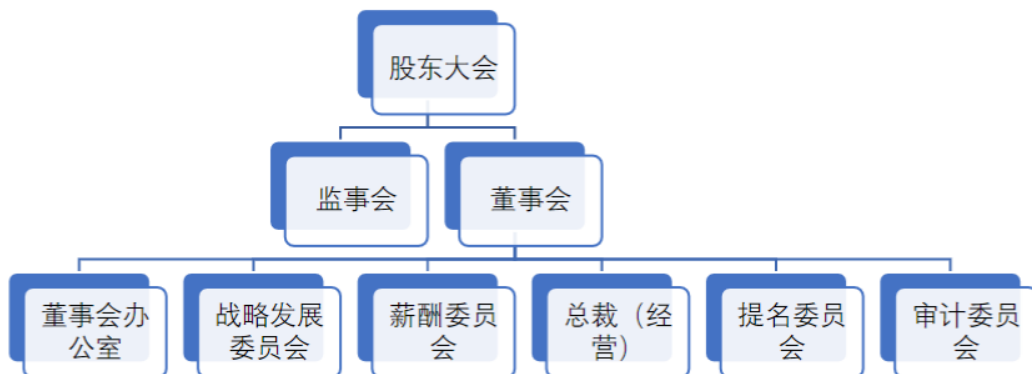 股东大会
监事会
董事会
董事会办
公室
战略发展
委员会
薪酬委员
会
总裁（经
营）
提名委员
会
审计委员
会